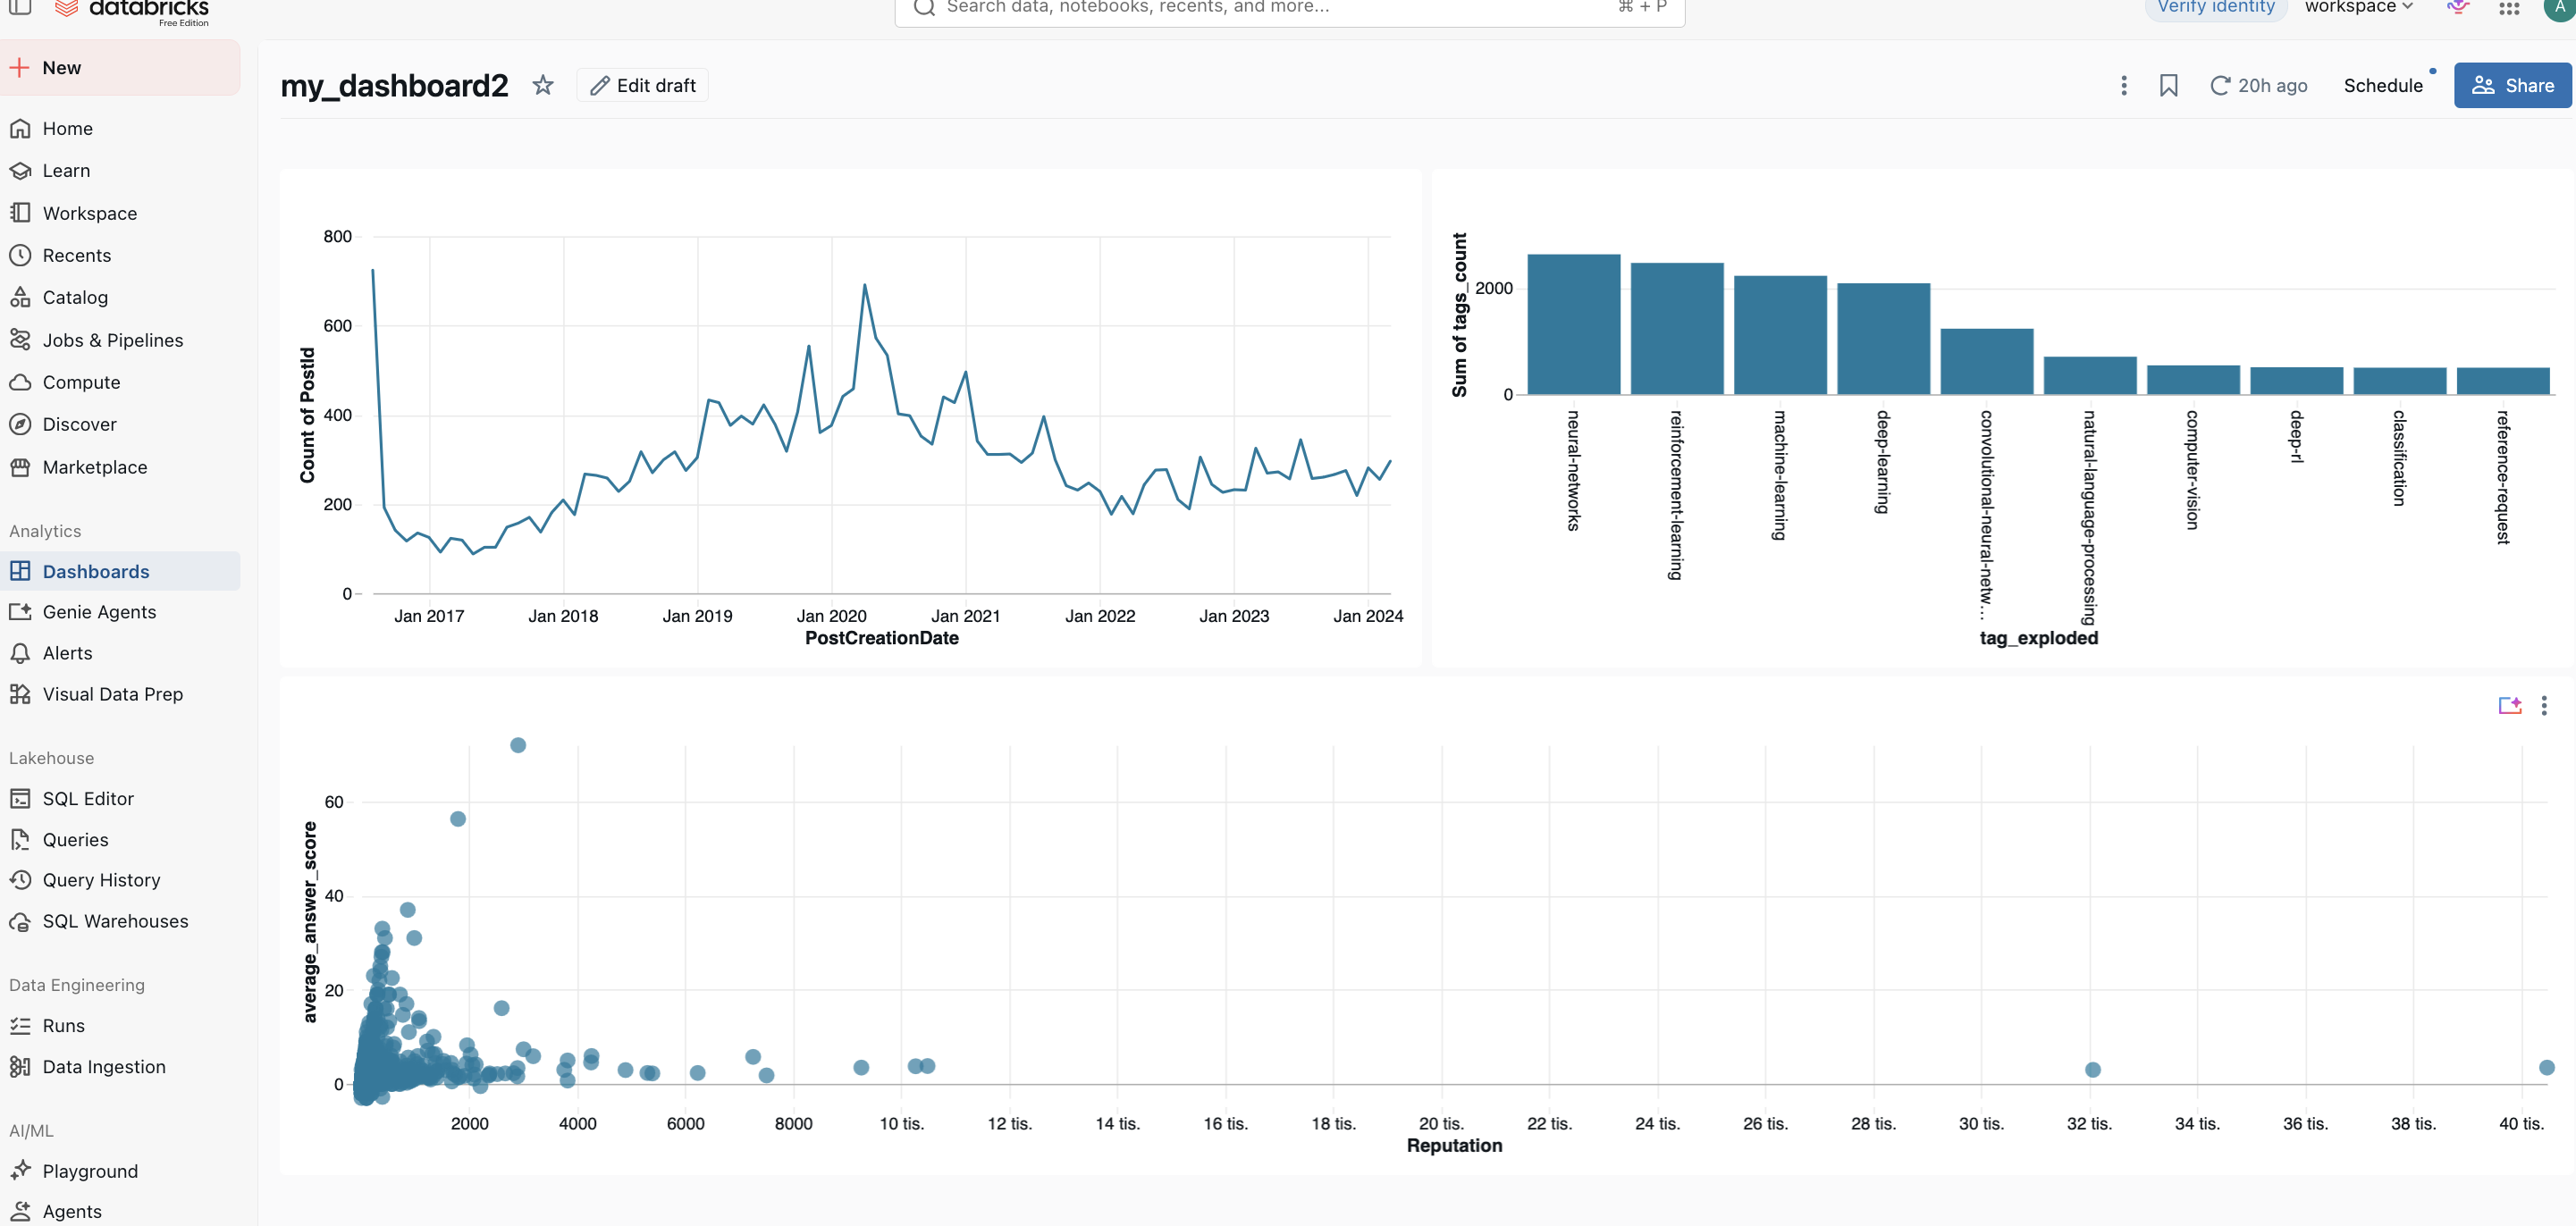 databricks
Free Edition
Search data, notebooks, recents, and more...
⌘ + P
Verify identity
workspace
A
New
Home
Learn
Workspace
Recents
Catalog
Jobs & Pipelines
Compute
Discover
Marketplace
Analytics
Dashboards
Genie Agents
Alerts
Visual Data Prep
Lakehouse
SQL Editor
Queries
Query History
SQL Warehouses
Data Engineering
Runs
Data Ingestion
AI/ML
Playground
Agents
my_dashboard2
Edit draft
20h ago
Schedule
Share
Count of PostId
800
600
400
200
0
Jan 2017 Jan 2018 Jan 2019 Jan 2020 Jan 2021 Jan 2022 Jan 2023 Jan 2024
PostCreationDate
Sum of tags_count
2000
0
neural-networks
reinforcement-learning
machine-learning
deep-learning
convolutional-neural-netw…
natural-language-processing
computer-vision
deep-rl
classification
reference-request
tag_exploded
average_answer_score
60
40
20
0
2000 4000 6000 8000 10 tis. 12 tis. 14 tis. 16 tis. 18 tis. 20 tis. 22 tis. 24 tis. 26 tis. 28 tis. 30 tis. 32 tis. 34 tis. 36 tis. 38 tis. 40 tis.
Reputation